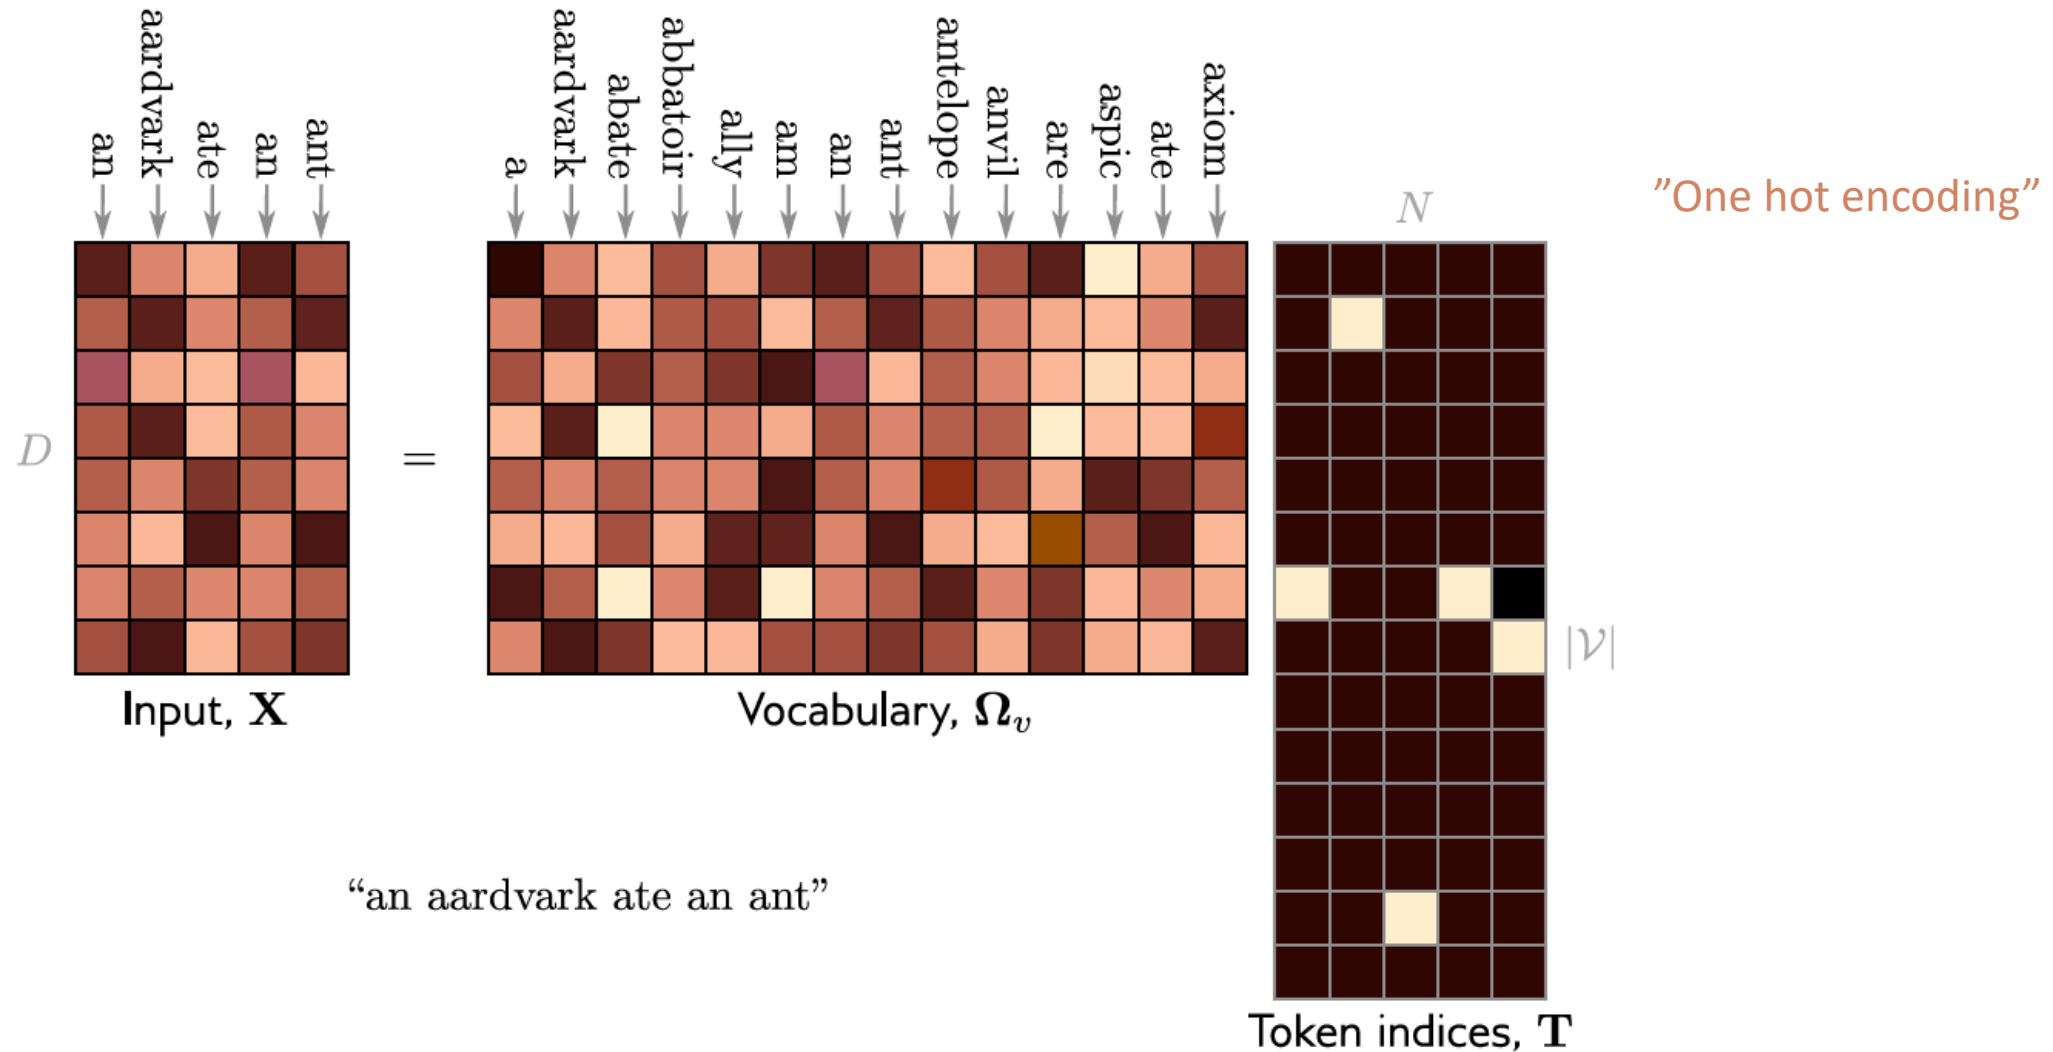 an
aardvark
ate
an
ant
a
aardvark
abate
abbatoir
ally
am
an
ant
antelope
anvil
are
aspic
ate
axiom
N
”One hot encoding”
D
=
|𝒱|
Input, X
Vocabulary, Ωᵥ
“an aardvark ate an ant”
Token indices, T